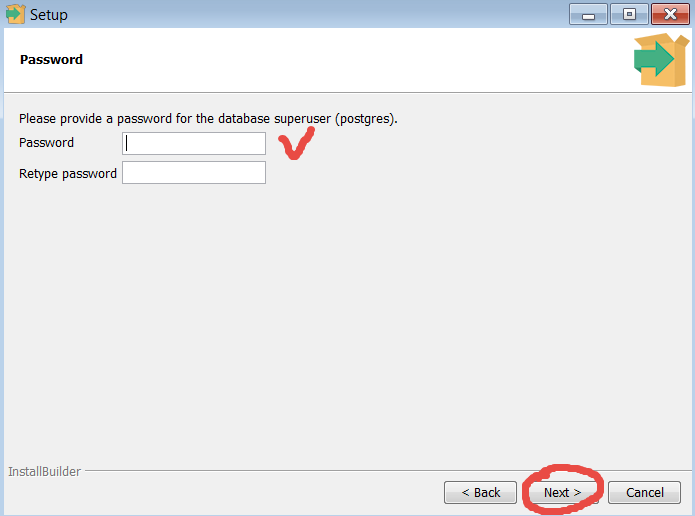 Setup
Password
Please provide a password for the database superuser (postgres).
Password
Retype password
InstallBuilder
< Back
Next >
Cancel